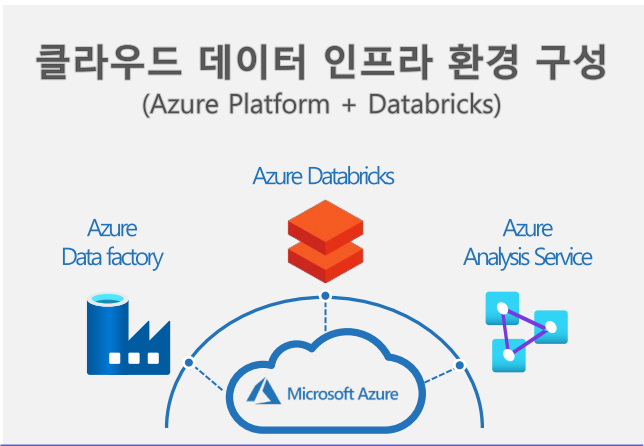 클라우드 데이터 인프라 환경 구성
(Azure Platform + Databricks)
Azure Databricks
Azure
Data factory
Azure
Analysis Service
Microsoft Azure